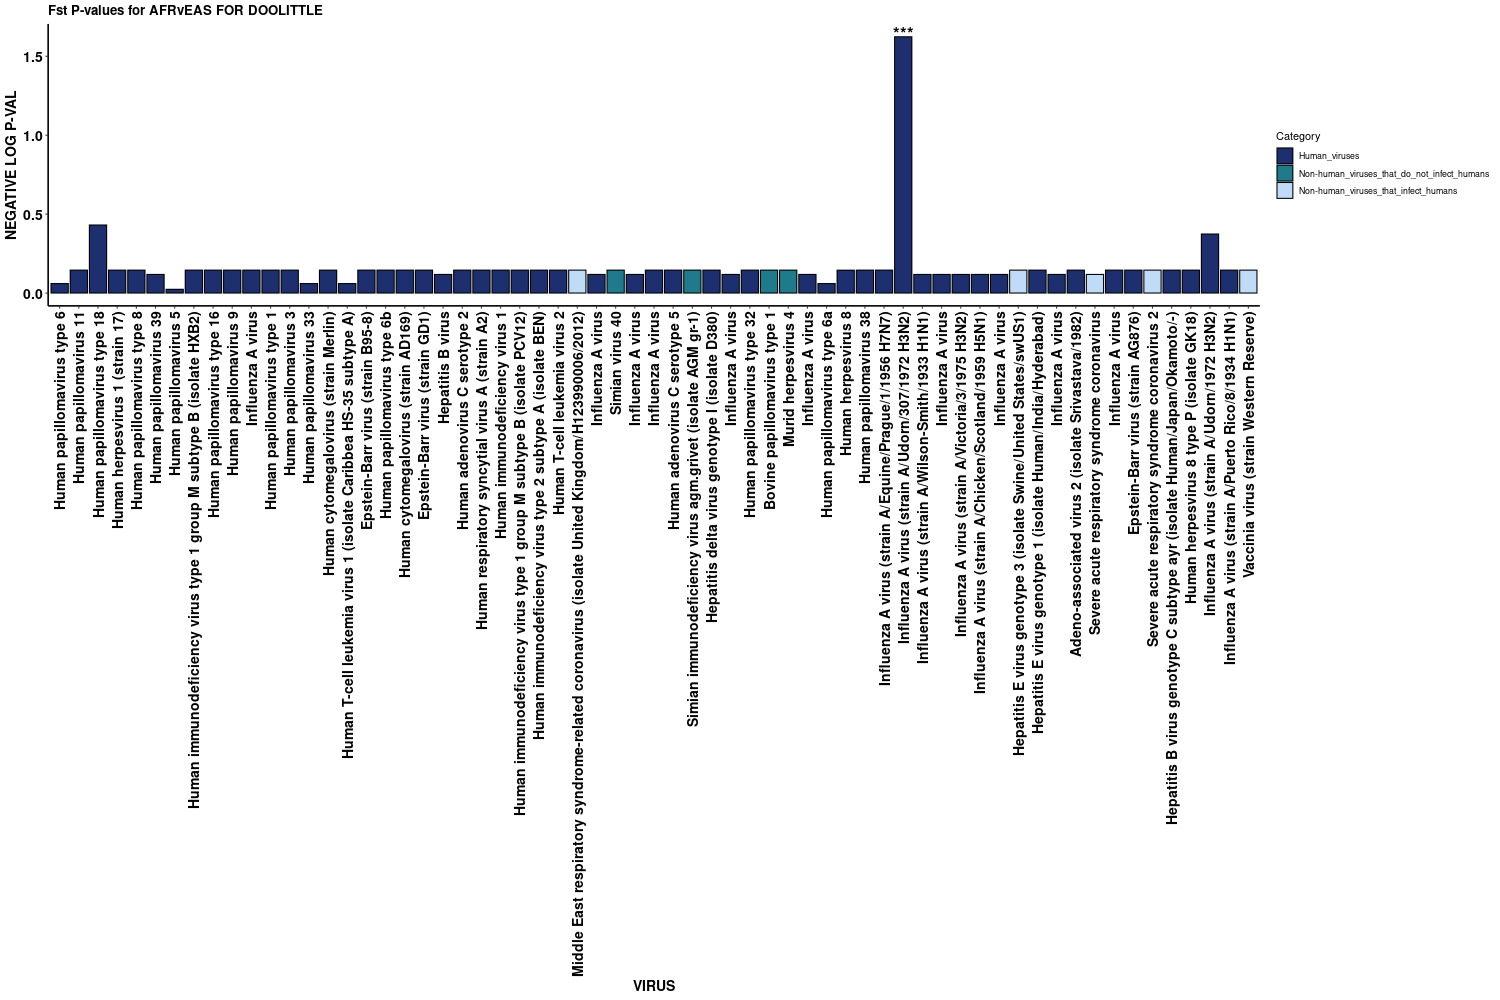 Fst P-values for AFRvEAS FOR DOOLITTLE
***
NEGATIVE LOG P-VAL
1.5
1.0
0.5
0.0
Human papillomavirus type 6
Human papillomavirus 11
Human papillomavirus type 18
Human herpesvirus 1 (strain 17)
Human papillomavirus type 8
Human papillomavirus 39
Human papillomavirus 5
Human immunodeficiency virus type 1 group M subtype B (isolate HXB2)
Human papillomavirus type 16
Human papillomavirus 9
Influenza A virus
Human papillomavirus type 1
Human papillomavirus 3
Human papillomavirus 33
Human cytomegalovirus (strain Merlin)
Human T-cell leukemia virus 1 (isolate Caribbea HS-35 subtype A)
Epstein-Barr virus (strain B95-8)
Human papillomavirus type 6b
Human cytomegalovirus (strain AD169)
Epstein-Barr virus (strain GD1)
Hepatitis B virus
Human adenovirus C serotype 2
Human respiratory syncytial virus A (strain A2)
Human immunodeficiency virus 1
Human immunodeficiency virus type 1 group M subtype B (isolate PCV12)
Human immunodeficiency virus type 2 subtype A (isolate BEN)
Human T-cell leukemia virus 2
Middle East respiratory syndrome-related coronavirus (isolate United Kingdom/H123990006/2012)
Influenza A virus
Simian virus 40
Influenza A virus
Influenza A virus
Human adenovirus C serotype 5
Simian immunodeficiency virus agm.grivet (isolate AGM gr-1)
Hepatitis delta virus genotype I (isolate D380)
Influenza A virus
Human papillomavirus type 32
Bovine papillomavirus type 1
Murid herpesvirus 4
Influenza A virus
Human papillomavirus type 6a
Human herpesvirus 8
Human papillomavirus 38
Influenza A virus (strain A/Equine/Prague/1/1956 H7N7)
Influenza A virus (strain A/Udorn/307/1972 H3N2)
Influenza A virus (strain A/Wilson-Smith/1933 H1N1)
Influenza A virus
Influenza A virus (strain A/Victoria/3/1975 H3N2)
Influenza A virus (strain A/Chicken/Scotland/1959 H5N1)
Influenza A virus
Hepatitis E virus genotype 3 (isolate Swine/United States/swUS1)
Hepatitis E virus genotype 1 (isolate Human/India/Hyderabad)
Influenza A virus
Adeno-associated virus 2 (isolate Srivastava/1982)
Severe acute respiratory syndrome coronavirus
Influenza A virus
Epstein-Barr virus (strain AG876)
Severe acute respiratory syndrome coronavirus 2
Hepatitis B virus genotype C subtype ayr (isolate Human/Japan/Okamoto/-)
Human herpesvirus 8 type P (isolate GK18)
Influenza A virus (strain A/Udorn/1972 H3N2)
Influenza A virus (strain A/Puerto Rico/8/1934 H1N1)
Vaccinia virus (strain Western Reserve)
VIRUS
Category
Human_viruses
Non-human_viruses_that_do_not_infect_humans
Non-human_viruses_that_infect_humans